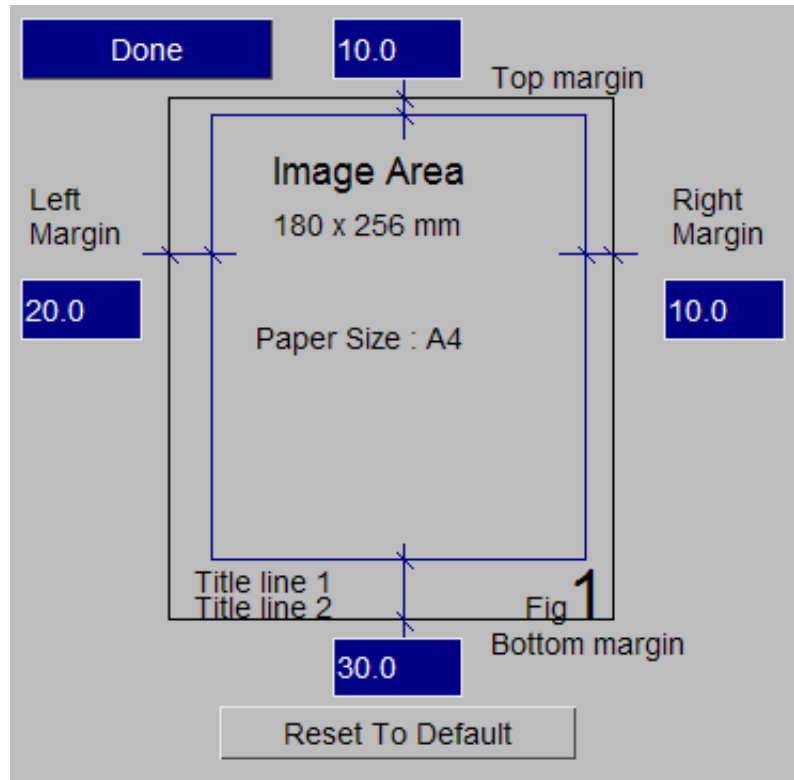 Done
10.0
Top margin
Image Area
180 x 256 mm
Left
Margin
Right
Margin
20.0
10.0
Paper Size : A4
Title line 1
Title line 2
Fig 1
Bottom margin
30.0
Reset To Default